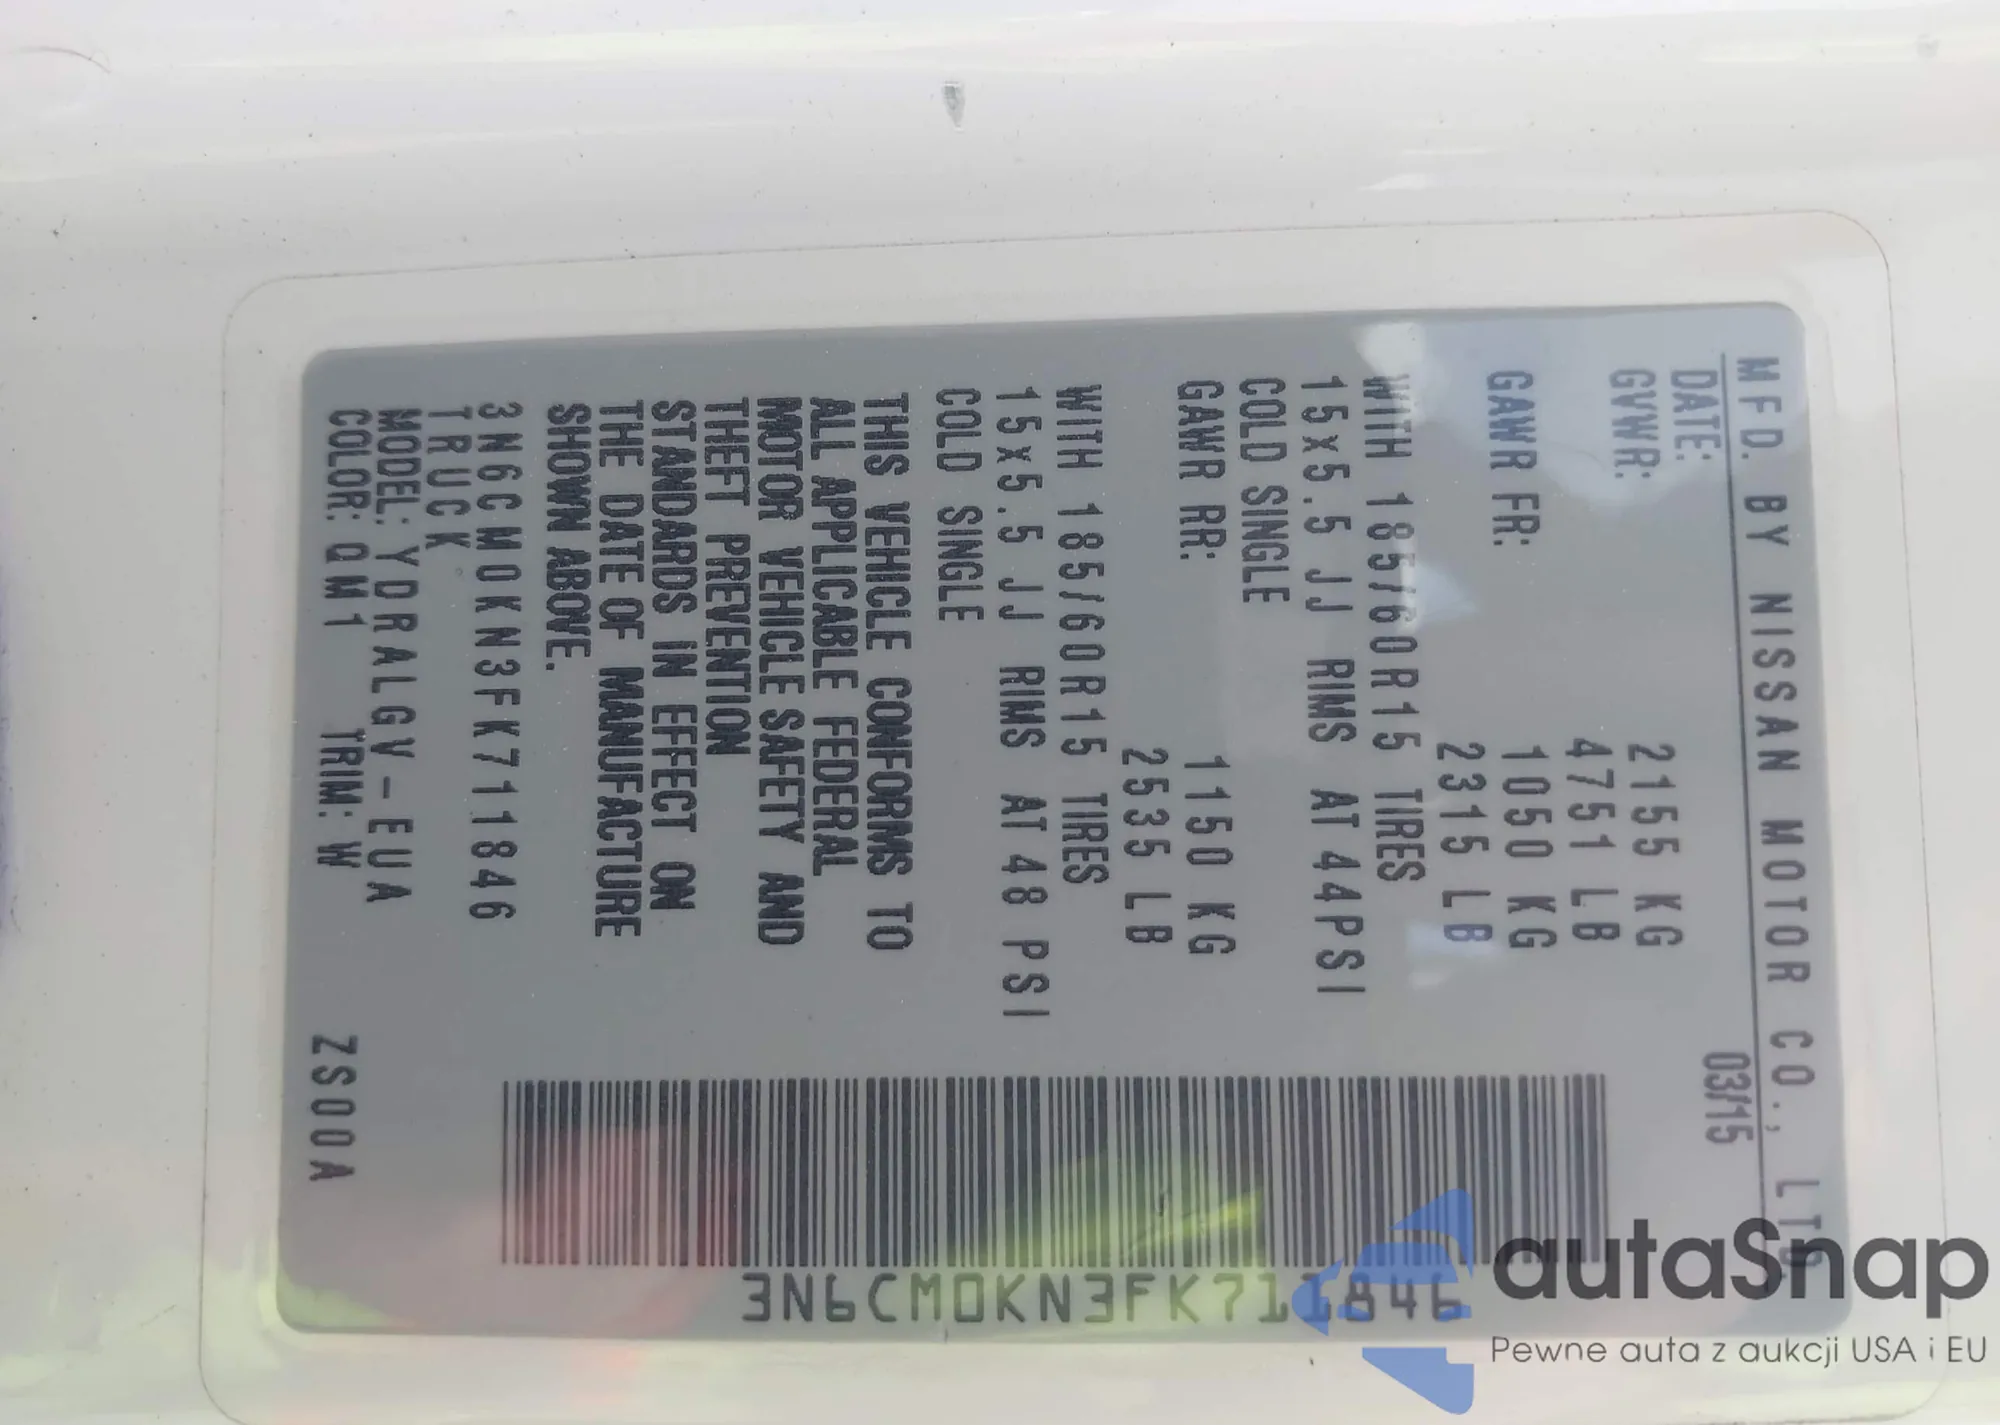 MFD. BY NISSAN MOTOR CO., LTD.
DATE: 03/15
GVWR: 2155 KG
4751 LB
GAWR FR: 1050 KG
2315 LB
WITH 185/60R15 TIRES
15x5.5 JJ RIMS AT 44PSI
COLD SINGLE
GAWR RR: 1150 KG
2535 LB
WITH 185/60R15 TIRES
15x5.5 JJ RIMS AT 48 PSI
COLD SINGLE
THIS VEHICLE CONFORMS TO
ALL APPLICABLE FEDERAL
MOTOR VEHICLE SAFETY AND
THEFT PREVENTION
STANDARDS IN EFFECT ON
THE DATE OF MANUFACTURE
SHOWN ABOVE.
3N6CM0KN3FK711846
TRUCK
MODEL: YDRALGV-EUA
COLOR: QM1 TRIM: W ZS00A
3N6CM0KN3FK711846
autaSnap
Pewne auta z aukcji USA i EU